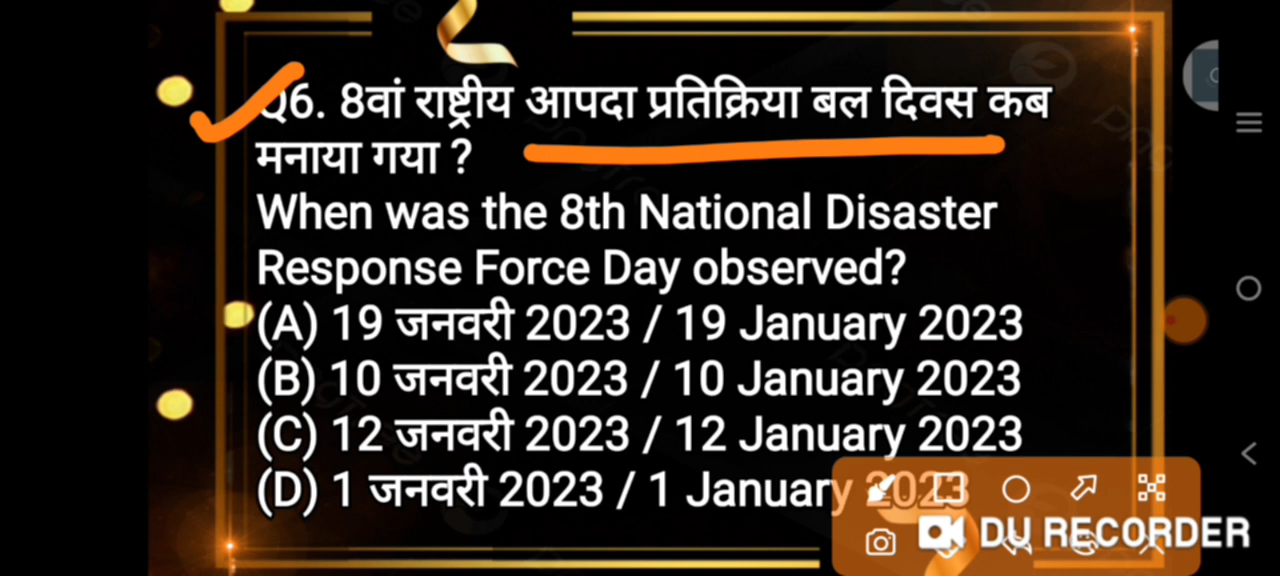 Q6. 8वां राष्ट्रीय आपदा प्रतिक्रिया बल दिवस कब
मनाया गया ?
When was the 8th National Disaster
Response Force Day observed?
(A) 19 जनवरी 2023 / 19 January 2023
(B) 10 जनवरी 2023 / 10 January 2023
(C) 12 जनवरी 2023 / 12 January 2023
(D) 1 जनवरी 2023 / 1 January 2023
DU RECORDER